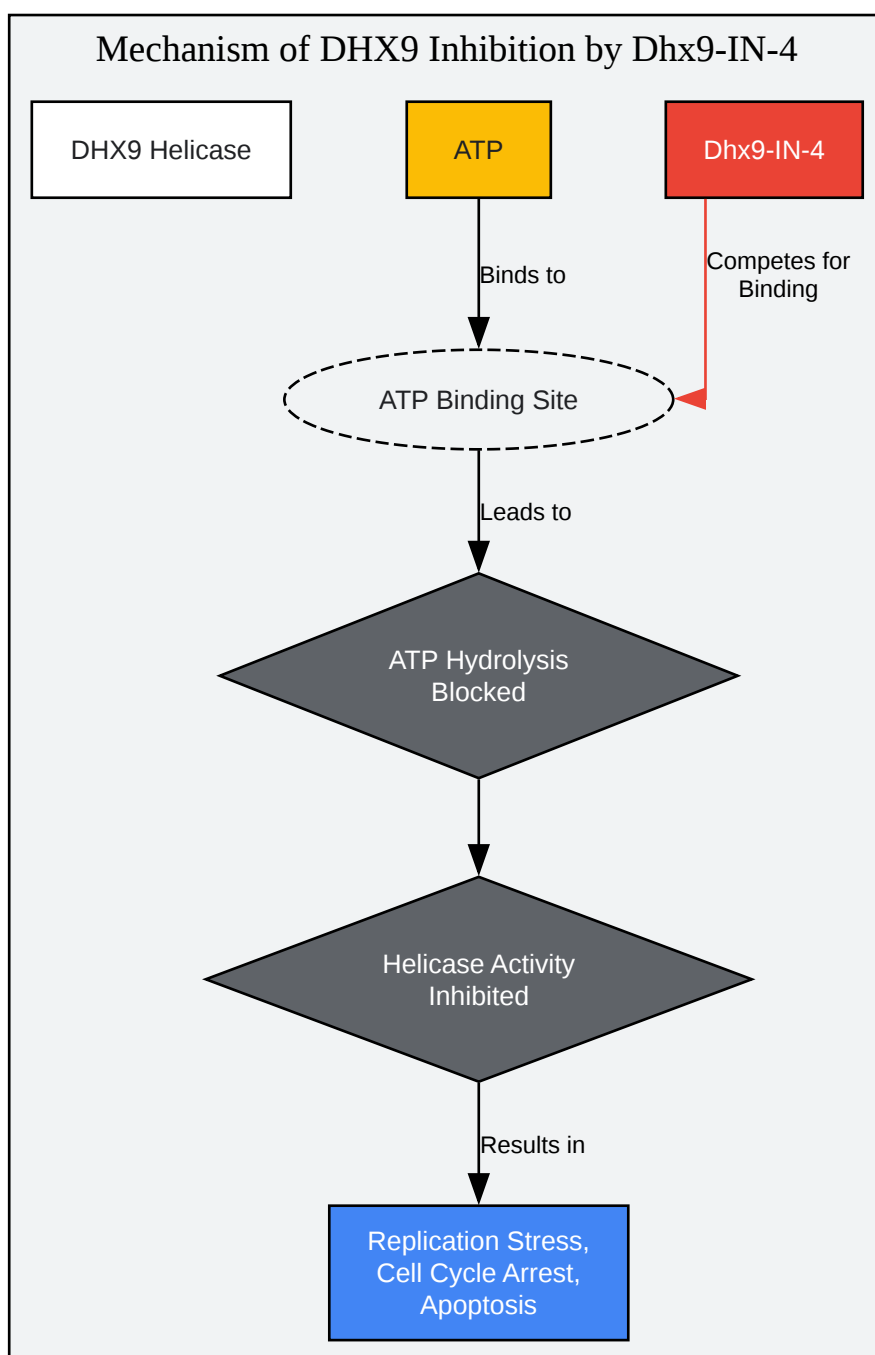 Mechanism of DHX9 Inhibition by Dhx9-IN-4
DHX9 Helicase
ATP
Dhx9-IN-4
Binds to
Competes for
Binding
ATP Binding Site
Leads to
ATP Hydrolysis
Blocked
Helicase Activity
Inhibited
Results in
Replication Stress,
Cell Cycle Arrest,
Apoptosis